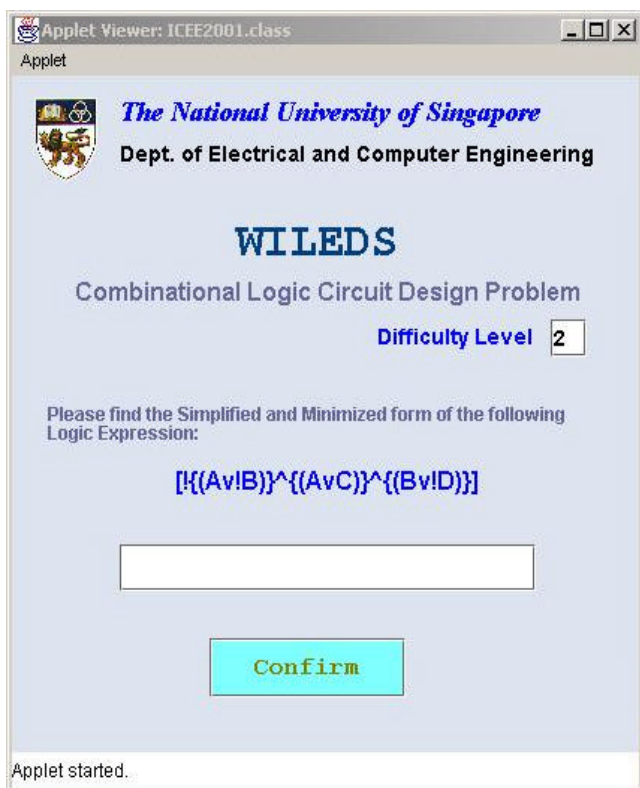 Applet Viewer: ICEE2001.class
Applet
The National University of Singapore
Dept. of Electrical and Computer Engineering
WILEDS
Combinational Logic Circuit Design Problem
Difficulty Level 2
Please find the Simplified and Minimized form of the following
Logic Expression:
[!{(Av!B)}^{(AvC)}^{(Bv!D)}]
Confirm
Applet started.